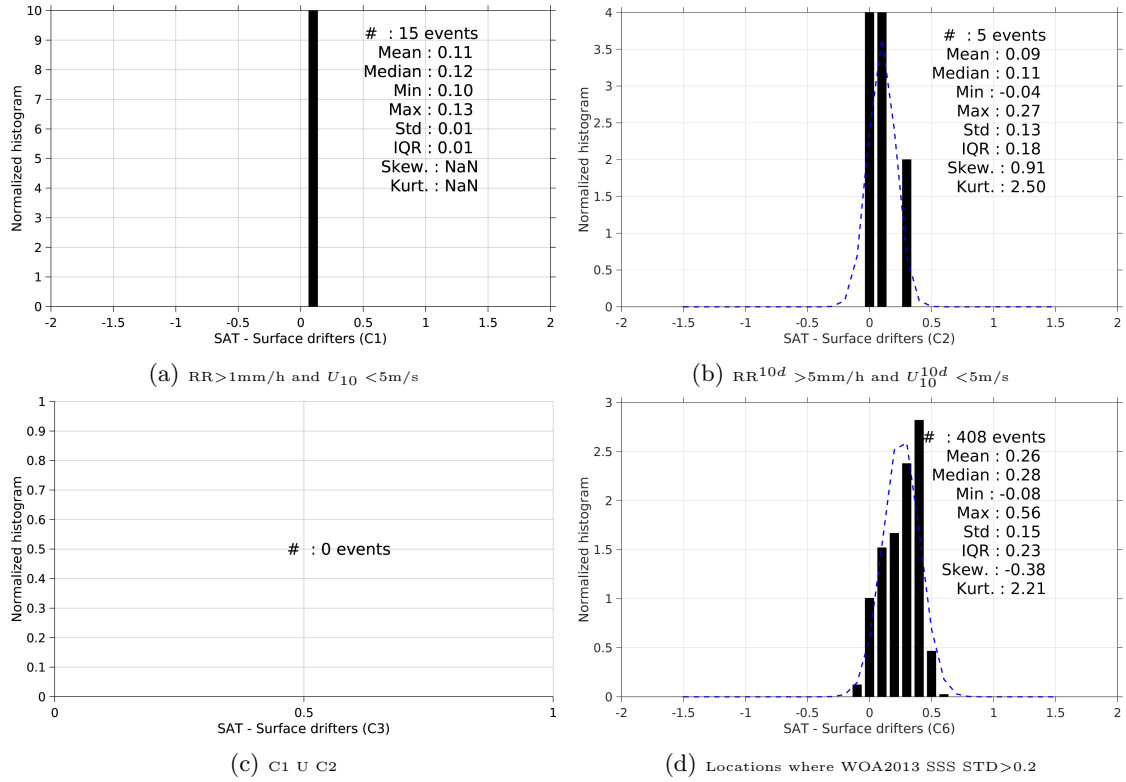 10
9
8
7
6
5
4
3
2
1
0
Normalized histogram
# : 15 events
Mean : 0.11
Median : 0.12
Min : 0.10
Max : 0.13
Std : 0.01
IQR : 0.01
Skew. : NaN
Kurt. : NaN
-2 -1.5 -1 -0.5 0 0.5 1 1.5 2
SAT - Surface drifters (C1)
(a) RR>1mm/h and U10 <5m/s
4
3.5
3
2.5
2
1.5
1
0.5
0
Normalized histogram
# : 5 events
Mean : 0.09
Median : 0.11
Min : -0.04
Max : 0.27
Std : 0.13
IQR : 0.18
Skew. : 0.91
Kurt. : 2.50
-2 -1.5 -1 -0.5 0 0.5 1 1.5 2
SAT - Surface drifters (C2)
(b) RR^10d >5mm/h and U10^10d <5m/s
1
0.9
0.8
0.7
0.6
0.5
0.4
0.3
0.2
0.1
0
Normalized histogram
# : 0 events
0 0.5 1
SAT - Surface drifters (C3)
(c) C1 U C2
3
2.5
2
1.5
1
0.5
0
Normalized histogram
# : 408 events
Mean : 0.26
Median : 0.28
Min : -0.08
Max : 0.56
Std : 0.15
IQR : 0.23
Skew. : -0.38
Kurt. : 2.21
-2 -1.5 -1 -0.5 0 0.5 1 1.5 2
SAT - Surface drifters (C6)
(d) Locations where WOA2013 SSS STD>0.2